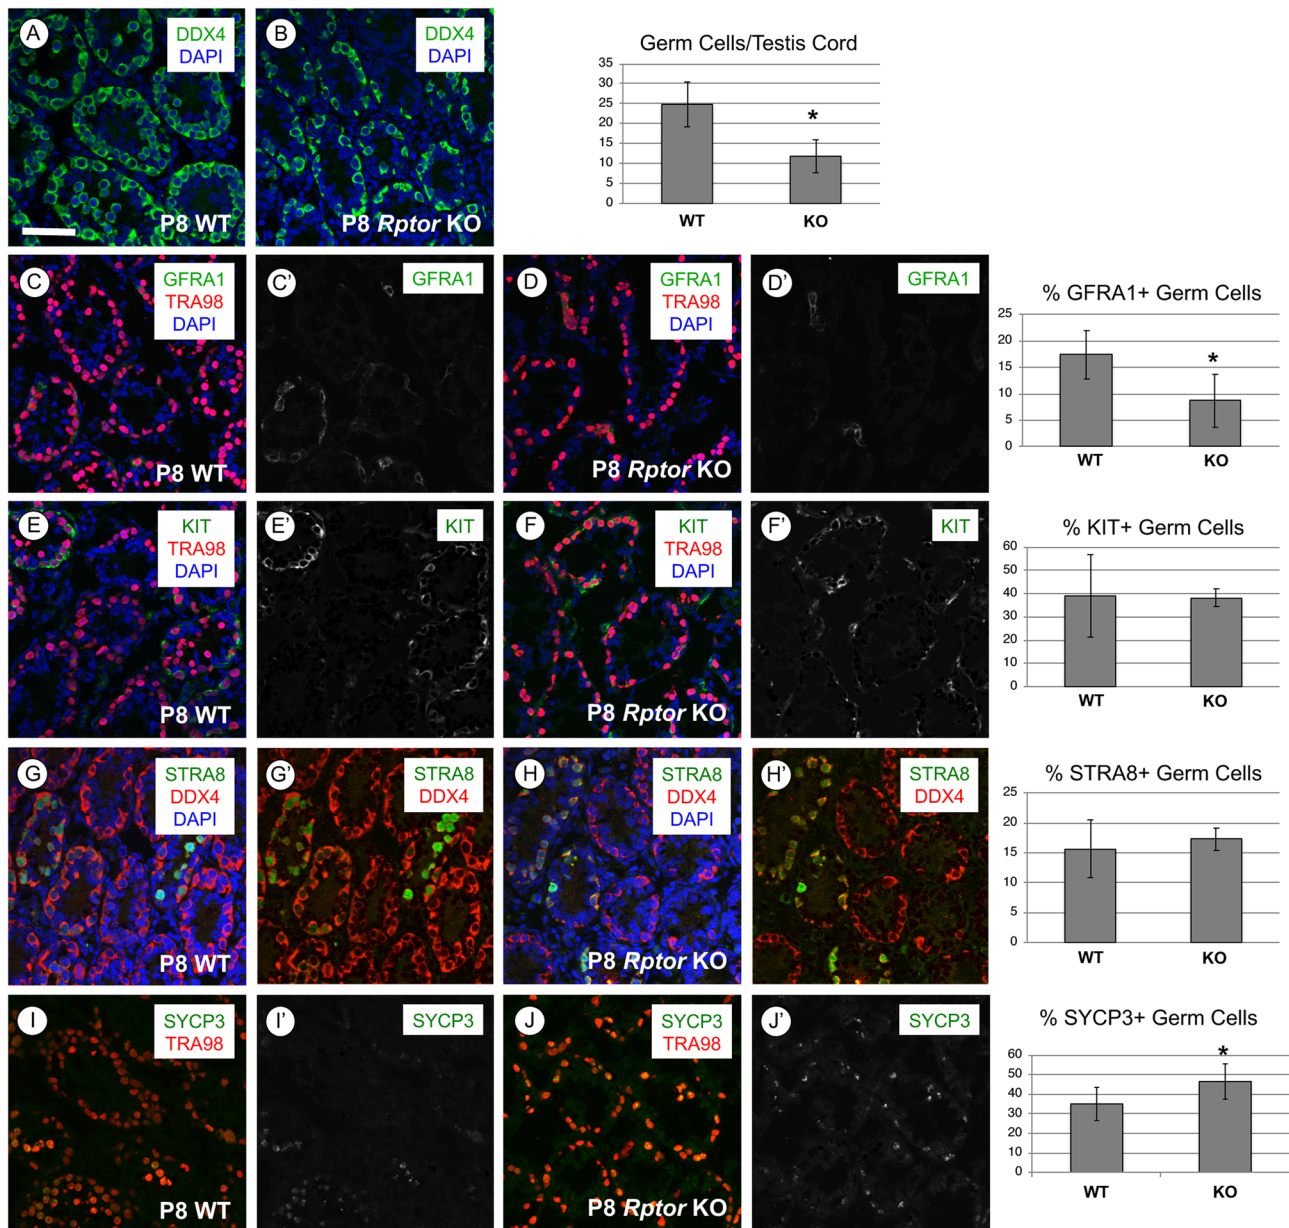 A
DDX4
DAPI
P8 WT
B
DDX4
DAPI
P8 Rptor KO
Germ Cells/Testis Cord
35
30
25
20
15
10
5
0
*
WT
KO
C
GFRA1
TRA98
DAPI
P8 WT
C'
GFRA1
D
GFRA1
TRA98
DAPI
P8 Rptor KO
D'
GFRA1
% GFRA1+ Germ Cells
25
20
15
10
5
0
*
WT
KO
E
KIT
TRA98
DAPI
P8 WT
E'
KIT
F
KIT
TRA98
DAPI
P8 Rptor KO
F'
KIT
% KIT+ Germ Cells
60
50
40
30
20
10
0
WT
KO
G
STRA8
DDX4
DAPI
P8 WT
G'
STRA8
DDX4
H
STRA8
DDX4
DAPI
P8 Rptor KO
H'
STRA8
DDX4
% STRA8+ Germ Cells
25
20
15
10
5
0
WT
KO
I
SYCP3
TRA98
P8 WT
I'
SYCP3
J
SYCP3
TRA98
P8 Rptor KO
J'
SYCP3
% SYCP3+ Germ Cells
60
50
40
30
20
10
0
*
WT
KO